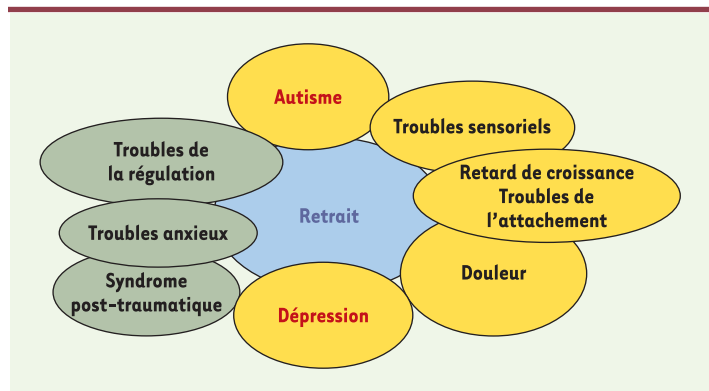 Autisme
Troubles sensoriels
Troubles de
la régulation
Retard de croissance
Troubles de
l'attachement
Retrait
Troubles anxieux
Douleur
Syndrome
post-traumatique
Dépression